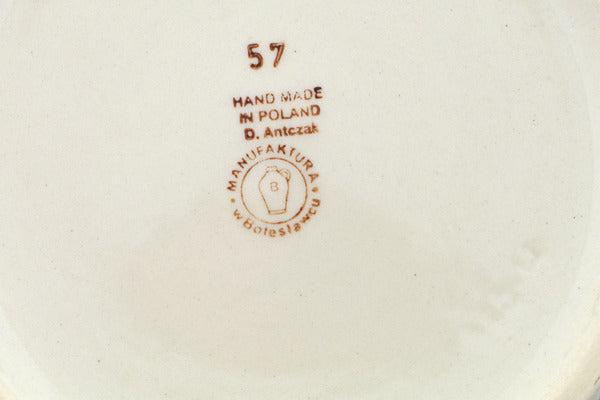 57
HAND MADE
IN POLAND
D. Antczak
MANUFAKTURA
B
w Bolesławcu